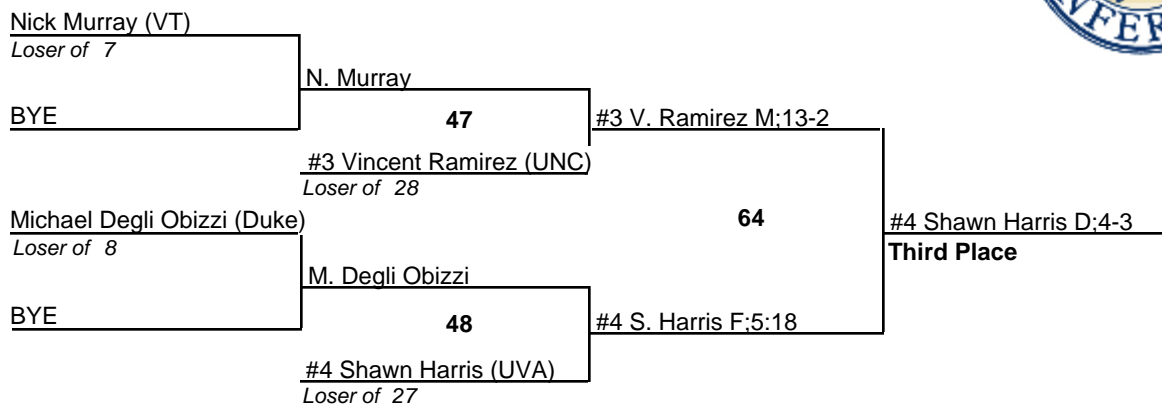 Nick Murray (VT)
Loser of 7
N. Murray
BYE
47
#3 V. Ramirez M;13-2
#3 Vincent Ramirez (UNC)
Loser of 28
Michael Degli Obizzi (Duke)
Loser of 8
64
#4 Shawn Harris D;4-3
Third Place
M. Degli Obizzi
BYE
48
#4 S. Harris F;5:18
#4 Shawn Harris (UVA)
Loser of 27